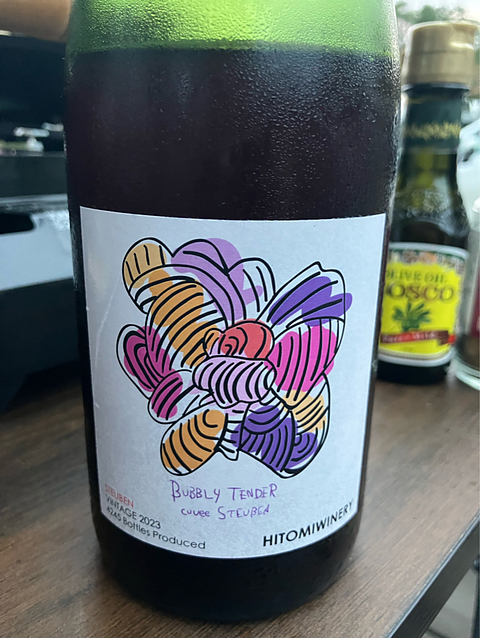 BUBBLY TENDER
cuvee STEUBEN
STEUBEN
VINTAGE 2023
4245 Bottles Produced
HITOMIWINERY
OLIVE OIL
BOSCO